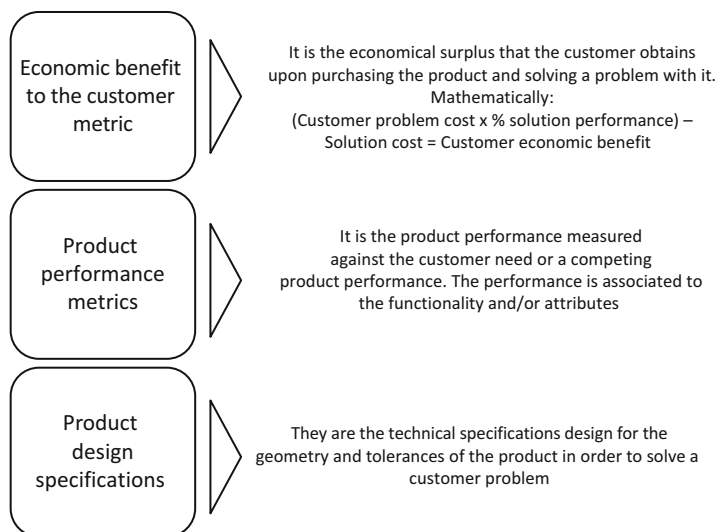 Economic benefit
to the customer
metric
It is the economical surplus that the customer obtains
upon purchasing the product and solving a problem with it.
Mathematically:
(Customer problem cost x % solution performance) –
Solution cost = Customer economic benefit
Product
performance
metrics
It is the product performance measured
against the customer need or a competing
product performance. The performance is associated to
the functionality and/or attributes
Product
design
specifications
They are the technical specifications design for the
geometry and tolerances of the product in order to solve a
customer problem